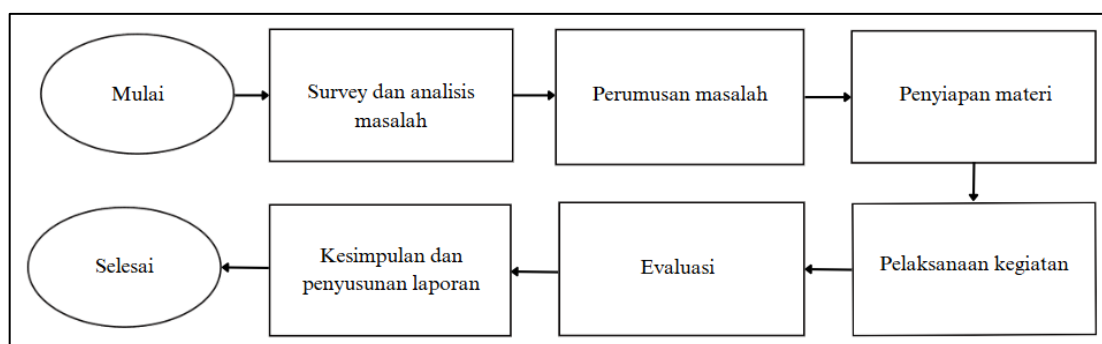 Mulai
Survey dan analisis
masalah
Perumusan masalah
Penyiapan materi
Pelaksanaan kegiatan
Evaluasi
Kesimpulan dan
penyusunan laporan
Selesai